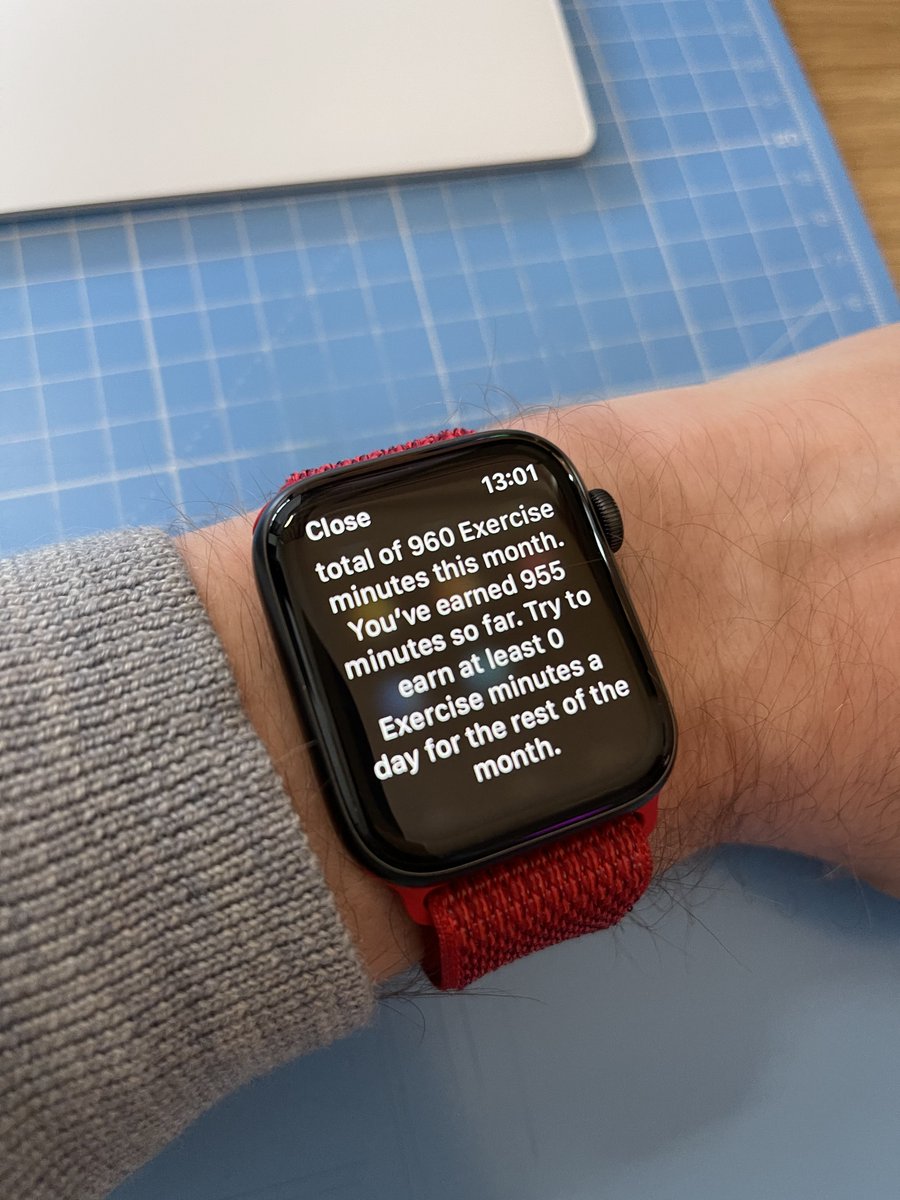 13:01
Close
total of 960 Exercise
minutes this month.
You've earned 955
minutes so far. Try to
earn at least 0
Exercise minutes a
day for the rest of the
month.